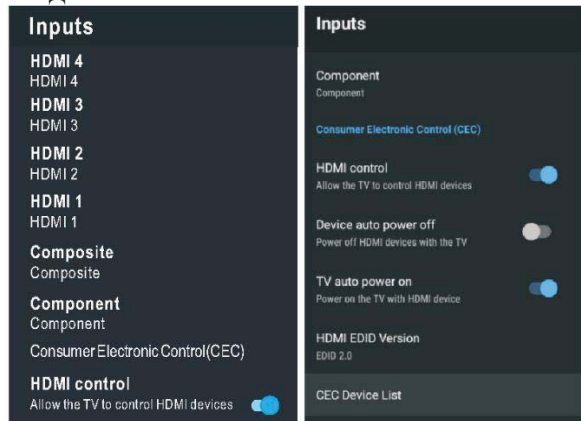 Inputs
HDMI 4
HDMI 4
HDMI 3
HDMI 3
HDMI 2
HDMI 2
HDMI 1
HDMI 1
Composite
Composite
Component
Component
Consumer Electronic Control(CEC)
HDMI control
Allow the TV to control HDMI devices
Inputs
Component
Component
Consumer Electronic Control (CEC)
HDMI control
Allow the TV to control HDMI devices
Device auto power off
Power off HDMI devices with the TV
TV auto power on
Power on the TV with HDMI device
HDMI EDID Version
EDID 2.0
CEC Device List